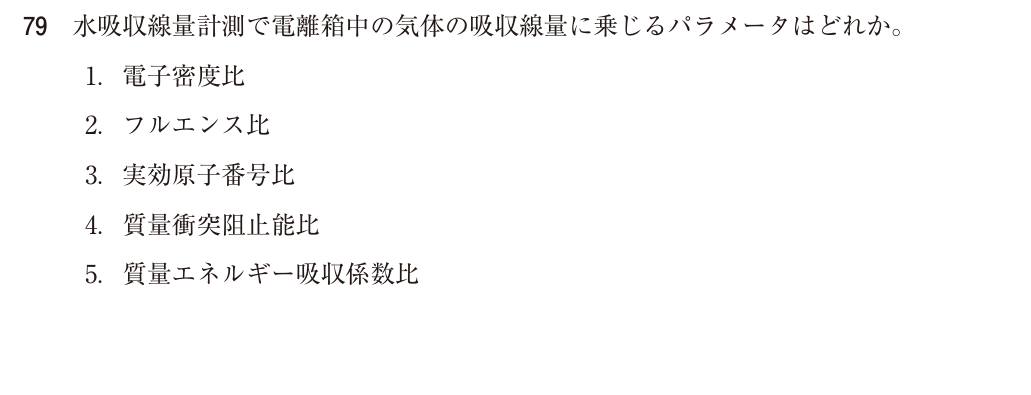 79 水吸収線量計測で電離箱中の気体の吸収線量に乗じるパラメータはどれか。
1. 電子密度比
2. フルエンス比
3. 実効原子番号比
4. 質量衝突阻止能比
5. 質量エネルギー吸収係数比